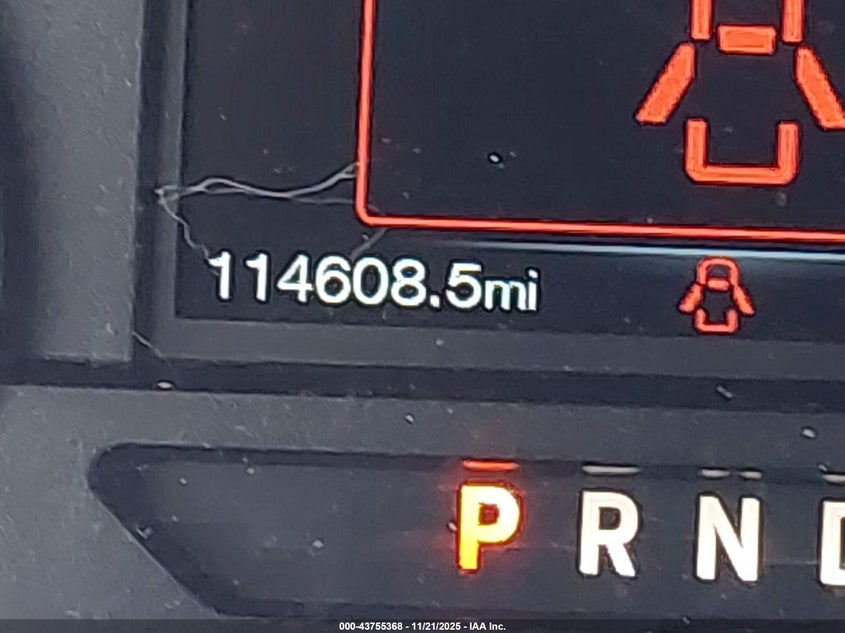 114608.5mi
P R N
000-43755368 - 11/21/2025 - IAA Inc.